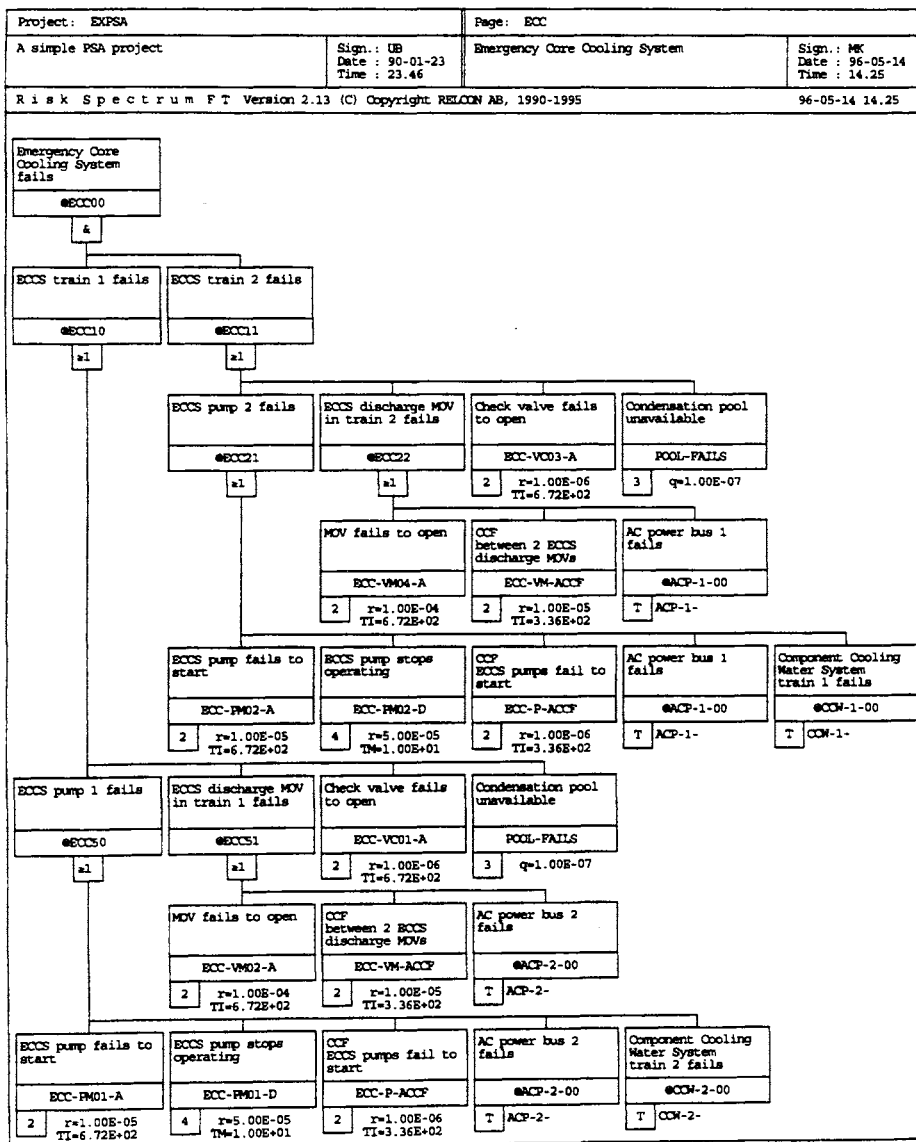 Project: EXPSA
Page: ECC
A simple PSA project
Sign.: UB
Date : 90-01-23
Time : 23.46
Emergency Core Cooling System
Sign.: MK
Date : 96-05-14
Time : 14.25
Risk Spectrum FT Version 2.13 (C) Copyright RELCON AB, 1990-1995
96-05-14 14.25
Emergency Core
Cooling System
fails
@ECC00
&
ECCS train 1 fails
@ECC10
≥1
ECCS train 2 fails
@ECC11
≥1
ECCS pump 2 fails
@ECC21
≥1
ECCS discharge MOV
in train 2 fails
@ECC22
≥1
Check valve fails
to open
ECC-VC03-A
2 r=1.00E-06
TI=6.72E+02
Condensation pool
unavailable
POOL-FAILS
3 q=1.00E-07
MOV fails to open
ECC-VM04-A
2 r=1.00E-04
TI=6.72E+02
CCF
between 2 ECCS
discharge MOVs
ECC-VM-ACCF
2 r=1.00E-05
TI=3.36E+02
AC power bus 1
fails
@ACP-1-00
T ACP-1-
ECCS pump fails to
start
ECC-PM02-A
2 r=1.00E-05
TI=6.72E+02
ECCS pump stops
operating
ECC-PM02-D
4 r=5.00E-05
TM=1.00E+01
CCF
ECCS pumps fail to
start
ECC-P-ACCF
2 r=1.00E-06
TI=3.36E+02
AC power bus 1
fails
@ACP-1-00
T ACP-1-
Component Cooling
Water System
train 1 fails
@CCW-1-00
T CCW-1-
ECCS pump 1 fails
@ECC50
≥1
ECCS discharge MOV
in train 1 fails
@ECC51
≥1
Check valve fails
to open
ECC-VC01-A
2 r=1.00E-06
TI=6.72E+02
Condensation pool
unavailable
POOL-FAILS
3 q=1.00E-07
MOV fails to open
ECC-VM02-A
2 r=1.00E-04
TI=6.72E+02
CCF
between 2 ECCS
discharge MOVs
ECC-VM-ACCF
2 r=1.00E-05
TI=3.36E+02
AC power bus 2
fails
@ACP-2-00
T ACP-2-
ECCS pump fails to
start
ECC-PM01-A
2 r=1.00E-05
TI=6.72E+02
ECCS pump stops
operating
ECC-PM01-D
4 r=5.00E-05
TM=1.00E+01
CCF
ECCS pumps fail to
start
ECC-P-ACCF
2 r=1.00E-06
TI=3.36E+02
AC power bus 2
fails
@ACP-2-00
T ACP-2-
Component Cooling
Water System
train 2 fails
@CCW-2-00
T CCW-2-